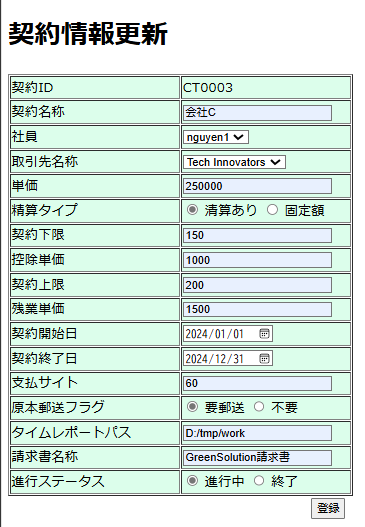 契約情報更新
契約ID CT0003
契約名称 会社C
社員 nguyen1
取引先名称 Tech Innovators
単価 250000
精算タイプ 清算あり 固定額
契約下限 150
控除単価 1000
契約上限 200
残業単価 1500
契約開始日 2024/01/01
契約終了日 2024/12/31
支払サイト 60
原本郵送フラグ 要郵送 不要
タイムレポートパス D:/tmp/work
請求書名称 GreenSolution請求書
進行ステータス 進行中 終了
登録